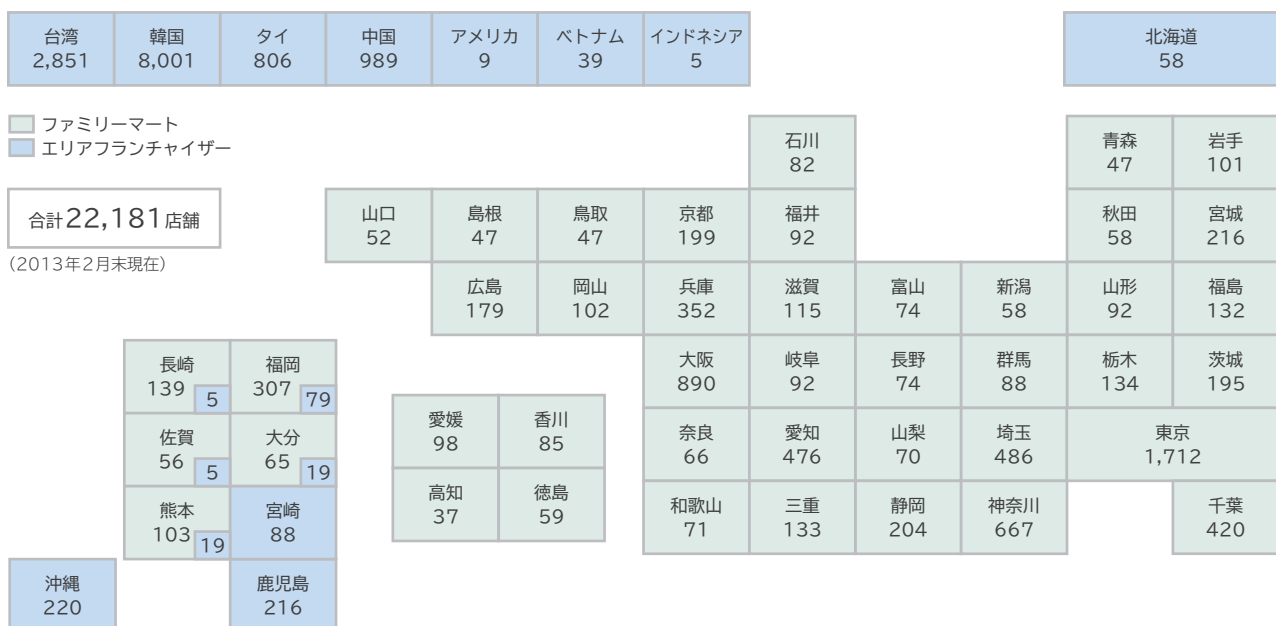 台湾
2,851
韓国
8,001
タイ
806
中国
989
アメリカ
9
ベトナム
39
インドネシア
5
北海道
58
ファミリーマート
エリアフランチャイザー
合計22,181店舗
(2013年2月末現在)
石川
82
青森
47
岩手
101
山口
52
島根
47
鳥取
47
京都
199
福井
92
秋田
58
宮城
216
広島
179
岡山
102
兵庫
352
滋賀
115
富山
74
新潟
58
山形
92
福島
132
長崎
139
5
福岡
307
79
大阪
890
岐阜
92
長野
74
群馬
88
栃木
134
茨城
195
佐賀
56
5
大分
65
19
愛媛
98
香川
85
奈良
66
愛知
476
山梨
70
埼玉
486
東京
1,712
熊本
103
19
宮崎
88
高知
37
徳島
59
和歌山
71
三重
133
静岡
204
神奈川
667
千葉
420
沖縄
220
鹿児島
216